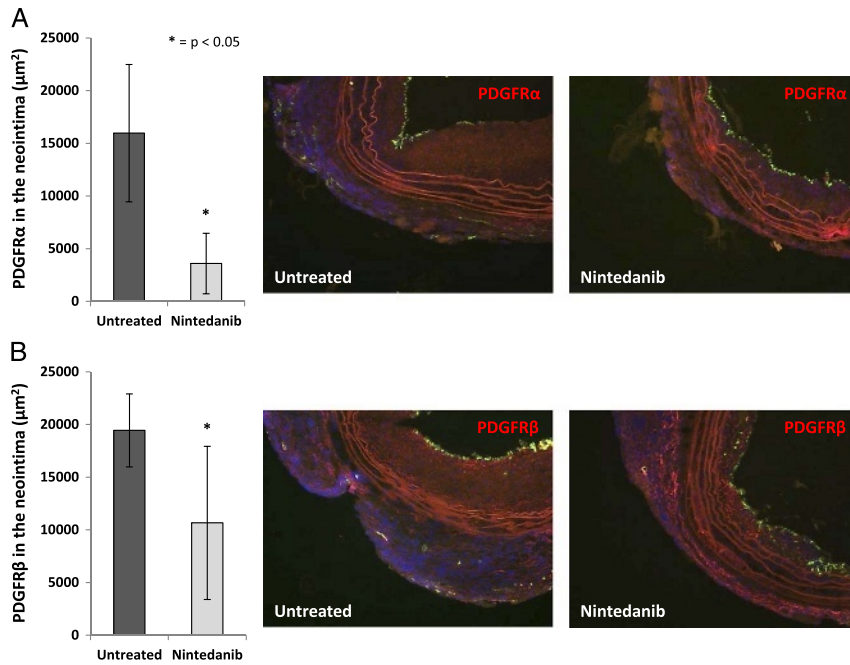 A
PDGFRα in the neointima (µm²)
25000
20000
15000
10000
5000
0
* = p < 0.05
*
Untreated
Nintedanib
PDGFRα
Untreated
PDGFRα
Nintedanib
B
PDGFRβ in the neointima (µm²)
25000
20000
15000
10000
5000
0
*
Untreated
Nintedanib
PDGFRβ
Untreated
PDGFRβ
Nintedanib